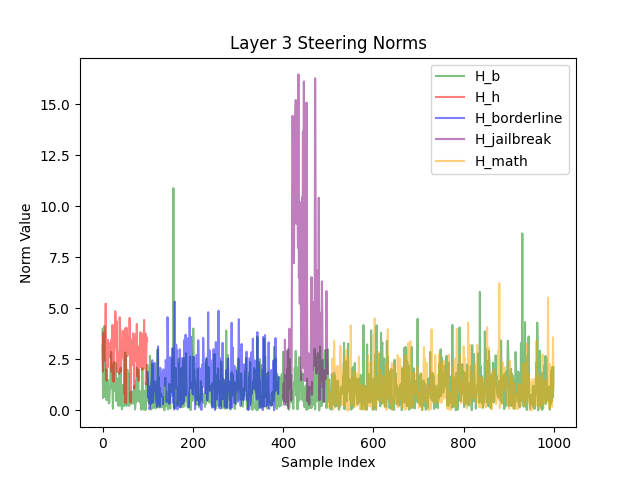 Layer 3 Steering Norms
H_b
H_h
H_borderline
H_jailbreak
H_math
Norm Value
15.0
12.5
10.0
7.5
5.0
2.5
0.0
0
200
400
600
800
1000
Sample Index